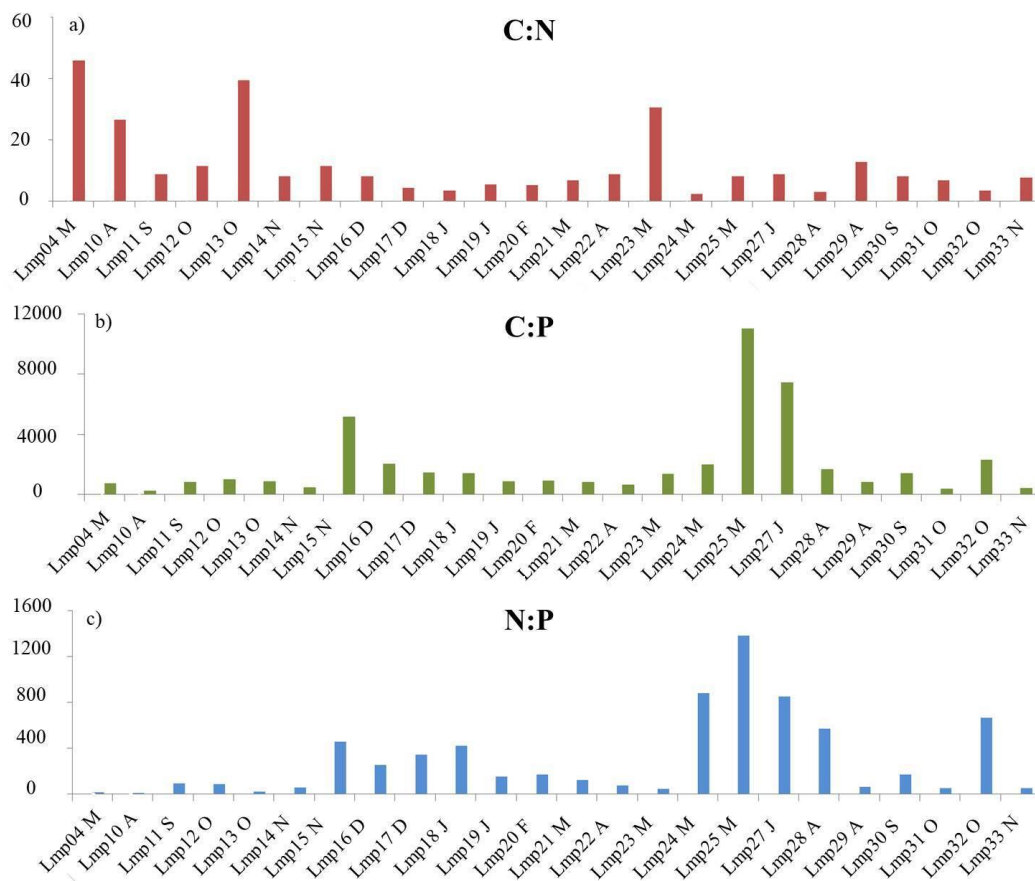 a)
C:N
60
40
20
0
Lmp04 M
Lmp10 A
Lmp11 S
Lmp12 O
Lmp13 O
Lmp14 N
Lmp15 N
Lmp16 D
Lmp17 D
Lmp18 J
Lmp19 J
Lmp20 F
Lmp21 M
Lmp22 A
Lmp23 M
Lmp24 M
Lmp25 M
Lmp27 J
Lmp28 A
Lmp29 A
Lmp30 S
Lmp31 O
Lmp32 O
Lmp33 N
b)
C:P
12000
8000
4000
0
Lmp04 M
Lmp10 A
Lmp11 S
Lmp12 O
Lmp13 O
Lmp14 N
Lmp15 N
Lmp16 D
Lmp17 D
Lmp18 J
Lmp19 J
Lmp20 F
Lmp21 M
Lmp22 A
Lmp23 M
Lmp24 M
Lmp25 M
Lmp27 J
Lmp28 A
Lmp29 A
Lmp30 S
Lmp31 O
Lmp32 O
Lmp33 N
c)
N:P
1600
1200
800
400
0
Lmp04 M
Lmp10 A
Lmp11 S
Lmp12 O
Lmp13 O
Lmp14 N
Lmp15 N
Lmp16 D
Lmp17 D
Lmp18 J
Lmp19 J
Lmp20 F
Lmp21 M
Lmp22 A
Lmp23 M
Lmp24 M
Lmp25 M
Lmp27 J
Lmp28 A
Lmp29 A
Lmp30 S
Lmp31 O
Lmp32 O
Lmp33 N